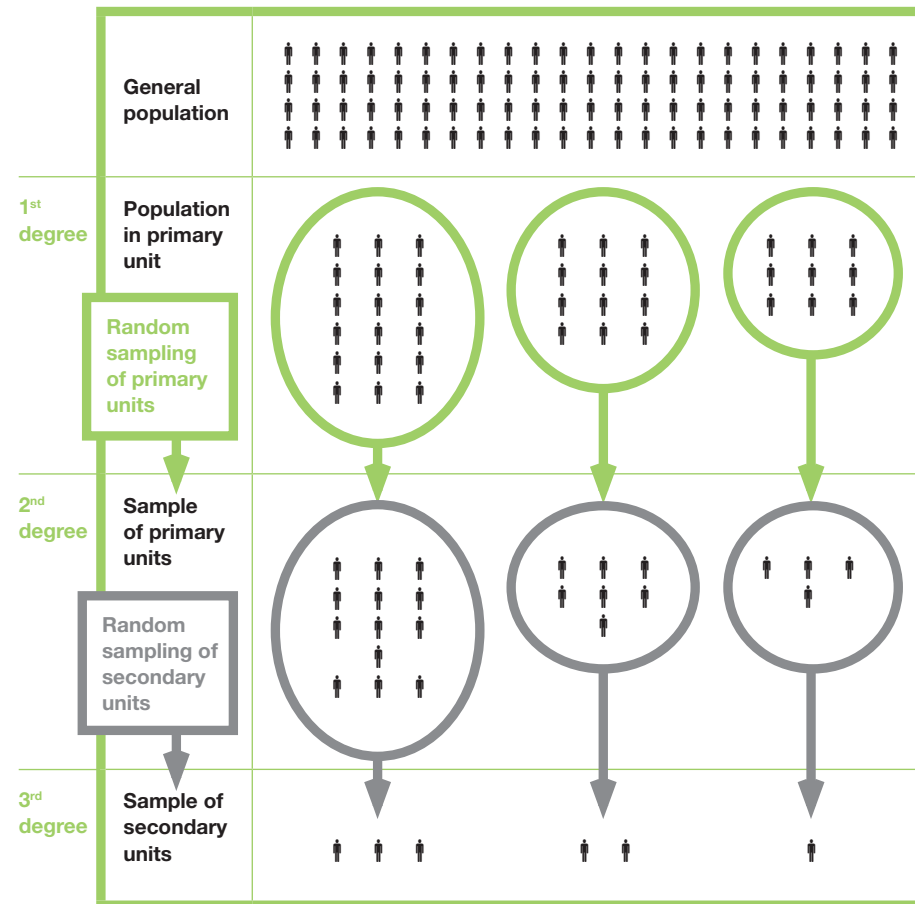 General
population
1st
degree
Population
in primary
unit
Random
sampling
of primary
units
2nd
degree
Sample
of primary
units
Random
sampling of
secondary
units
3rd
degree
Sample of
secondary
units